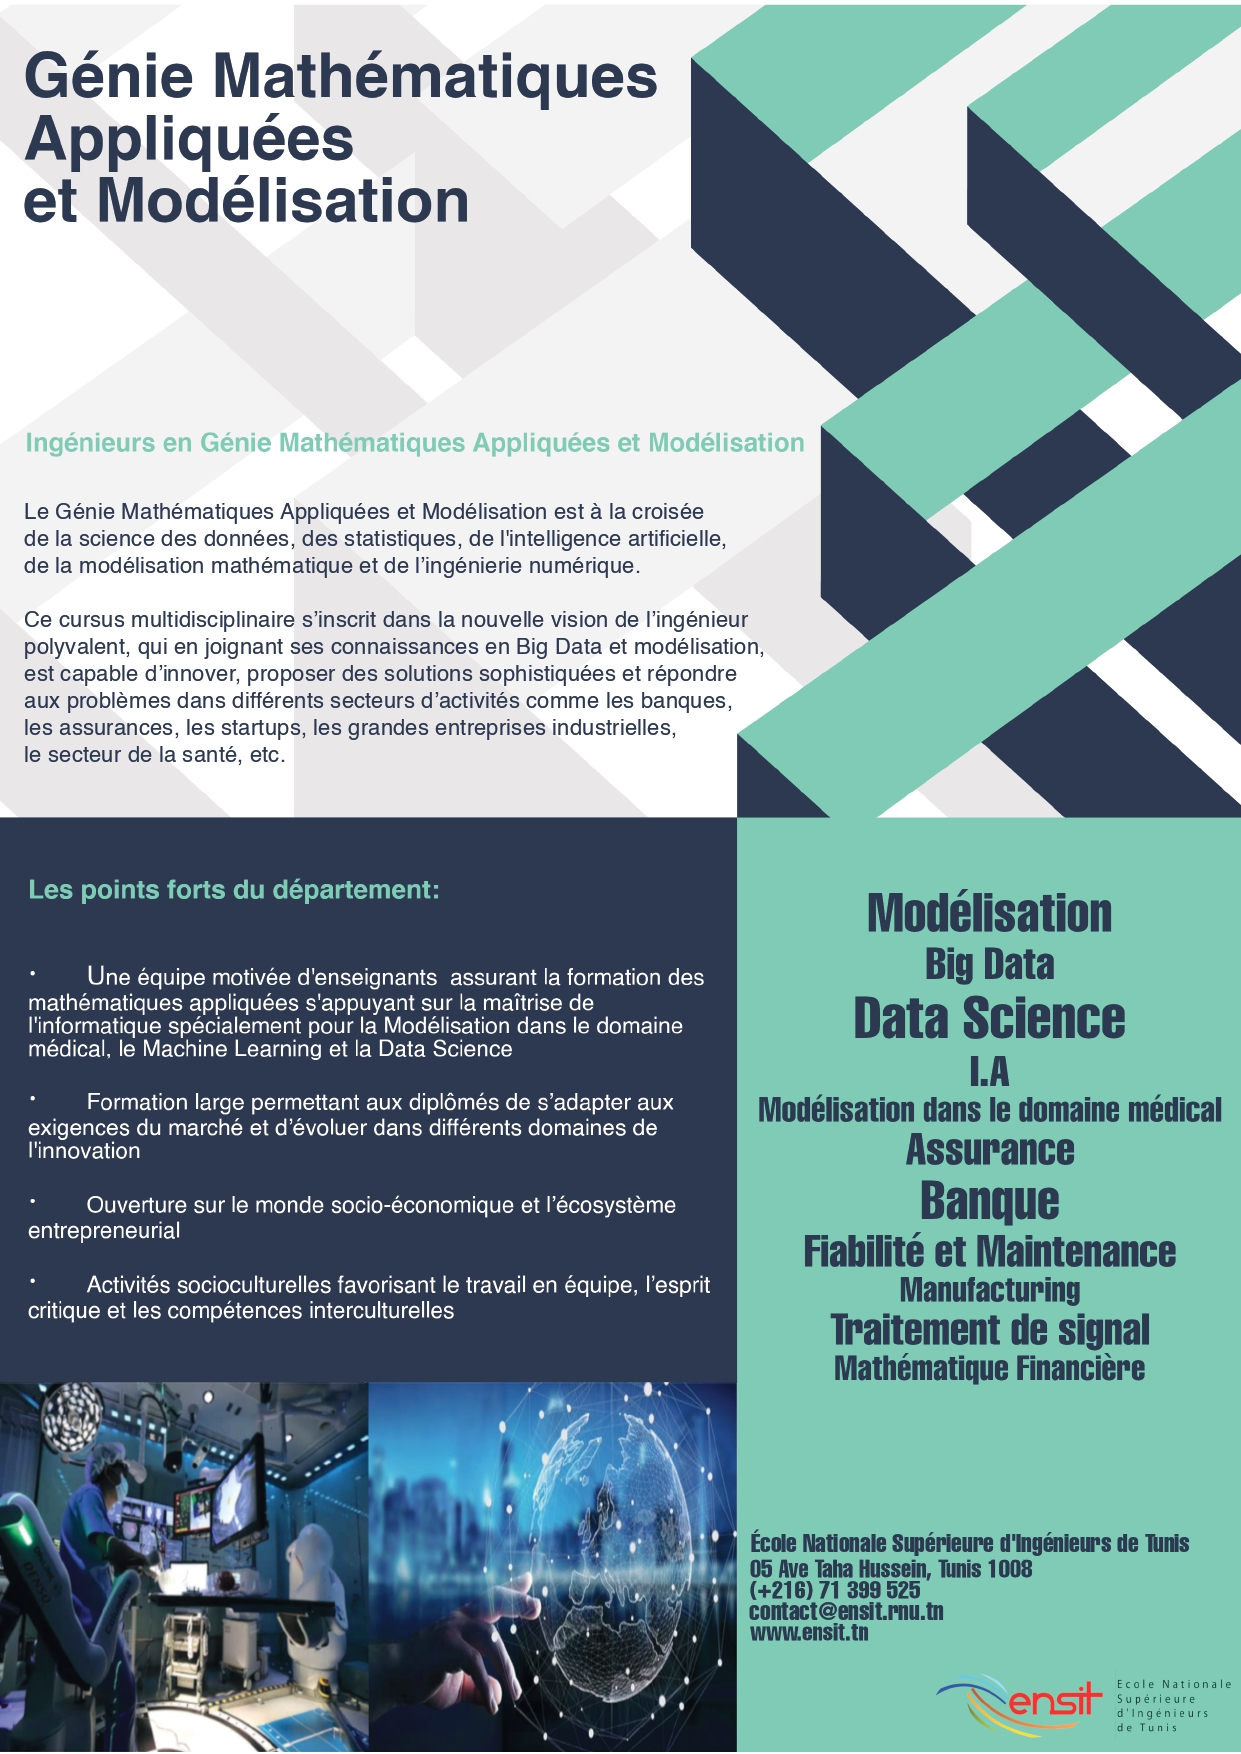 Génie Mathématiques
Appliquées
et Modélisation
Ingénieurs en Génie Mathématiques Appliquées et Modélisation
Le Génie Mathématiques Appliquées et Modélisation est à la croisée
de la science des données, des statistiques, de l'intelligence artificielle,
de la modélisation mathématique et de l’ingénierie numérique.
Ce cursus multidisciplinaire s’inscrit dans la nouvelle vision de l’ingénieur
polyvalent, qui en joignant ses connaissances en Big Data et modélisation,
est capable d’innover, proposer des solutions sophistiquées et répondre
aux problèmes dans différents secteurs d’activités comme les banques,
les assurances, les startups, les grandes entreprises industrielles,
le secteur de la santé, etc.
Les points forts du département:
· Une équipe motivée d'enseignants  assurant la formation des
mathématiques appliquées s'appuyant sur la maîtrise de
l'informatique spécialement pour la Modélisation dans le domaine
médical, le Machine Learning et la Data Science
· Formation large permettant aux diplômés de s’adapter aux
exigences du marché et d’évoluer dans différents domaines de
l'innovation
· Ouverture sur le monde socio-économique et l’écosystème
entrepreneurial
· Activités socioculturelles favorisant le travail en équipe, l’esprit
critique et les compétences interculturelles
Modélisation
Big Data
Data Science
I.A
Modélisation dans le domaine médical
Assurance
Banque
Fiabilité et Maintenance
Manufacturing
Traitement de signal
Mathématique Financière
École Nationale Supérieure d'Ingénieurs de Tunis
05 Ave Taha Hussein, Tunis 1008
(+216) 71 399 525
contact@ensit.rnu.tn
www.ensit.tn
ensit
Ecole Nationale
Supérieure
d'Ingénieurs
de Tunis
DENSO